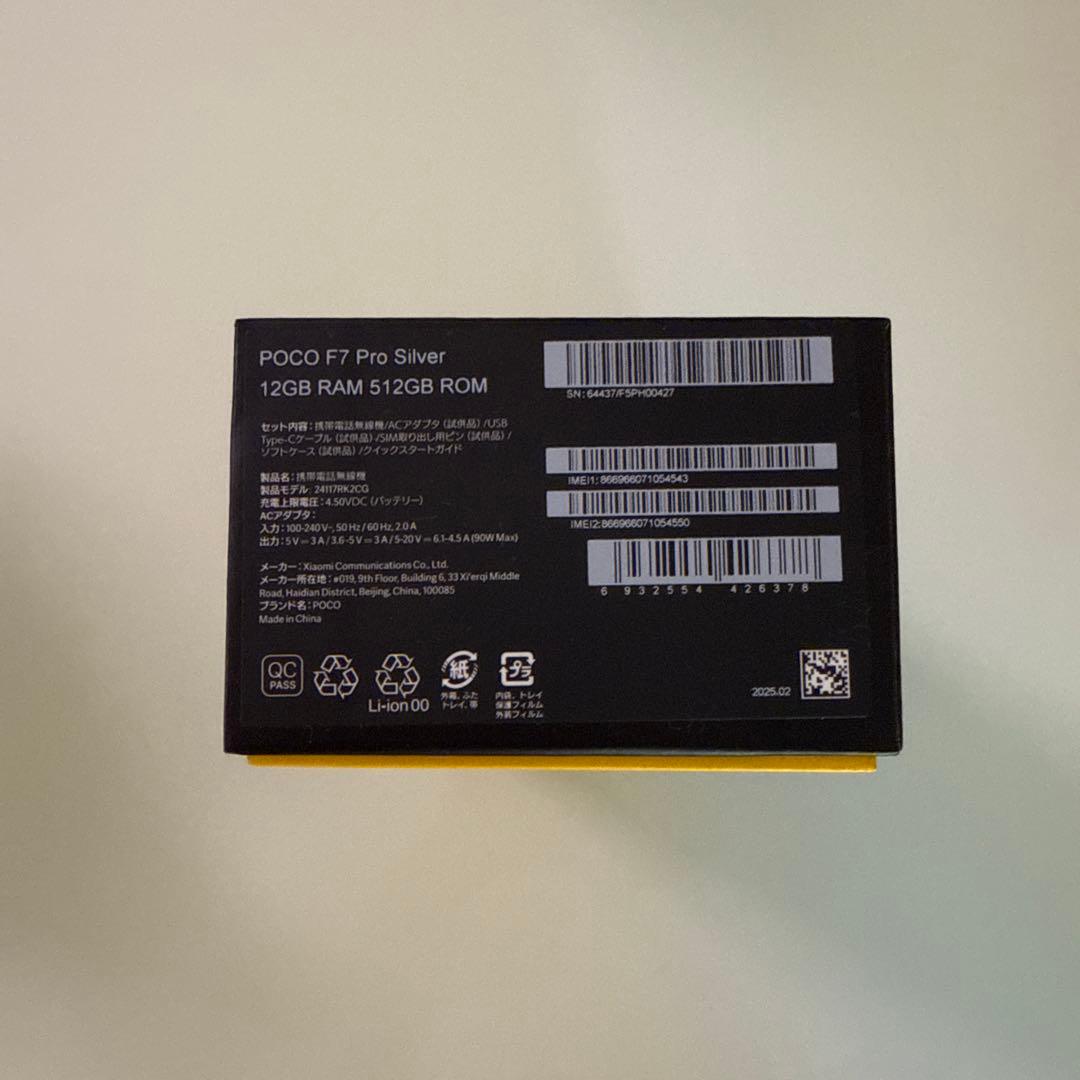 POCO F7 Pro Silver
12GB RAM 512GB ROM
セット内容：携帯電話無線機/ACアダプタ（試供品）/USB
Type-Cケーブル（試供品）/SIM取り出し用ピン（試供品）/
ソフトケース（試供品）/クイックスタートガイド
製品名：携帯電話無線機
製品モデル：24117RK2CG
充電上限電圧：4.50VDC（バッテリー）
ACアダプタ：
入力：100-240V~, 50 Hz / 60 Hz, 2.0 A
出力：5 V⎓3 A / 3.6-5 V⎓3 A / 5-20 V⎓6.1-4.5 A (90W Max)
メーカー：Xiaomi Communications Co., Ltd.
メーカー所在地：#019, 9th Floor, Building 6, 33 Xi'erqi Middle
Road, Haidian District, Beijing, China, 100085
ブランド名：POCO
Made in China
SN: 64437/F5PH00427
IMEI1: 866966071054543
IMEI2: 866966071054550
6 932554 426378
QC
PASS
Li-ion 00
紙
外箱、ふた
トレイ、帯
プラ
内袋、トレイ
保護フィルム
外装フィルム
2025.02